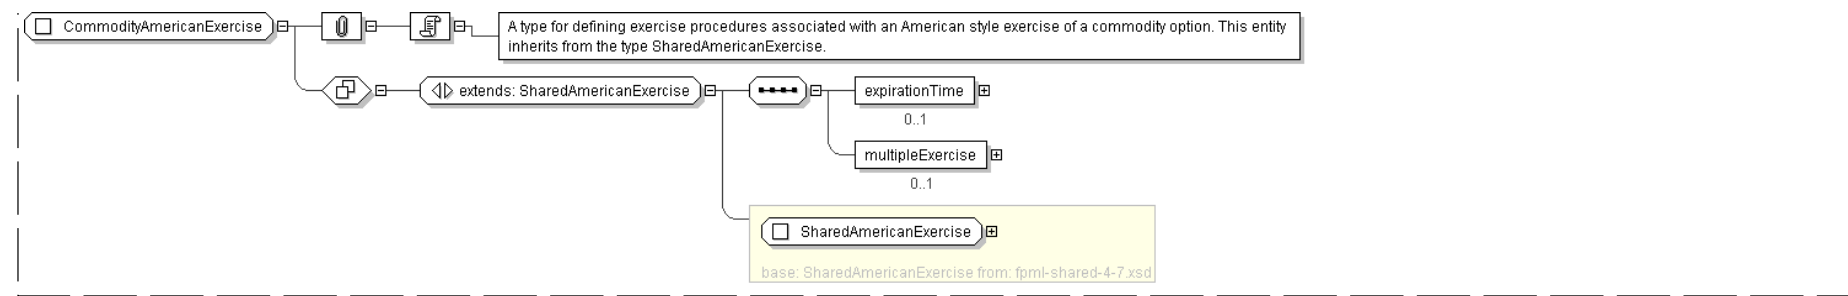 CommodityAmericanExercise
A type for defining exercise procedures associated with an American style exercise of a commodity option. This entity
inherits from the type SharedAmericanExercise.
extends: SharedAmericanExercise
expirationTime
0..1
multipleExercise
0..1
SharedAmericanExercise
base: SharedAmericanExercise from: fpml-shared-4-7.xsd